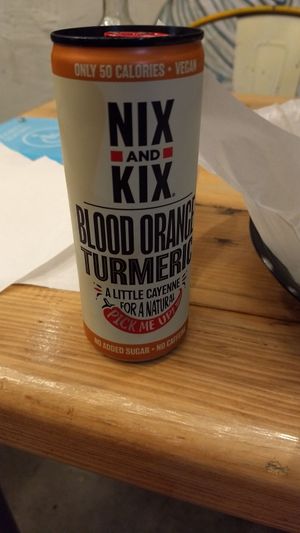 ONLY 50 CALORIES • VEGAN
NIX
AND
KIX
BLOOD ORANGE
TURMERIC
A LITTLE CAYENNE
FOR A NATURAL
PICK ME UP!
NO ADDED SUGAR • NO